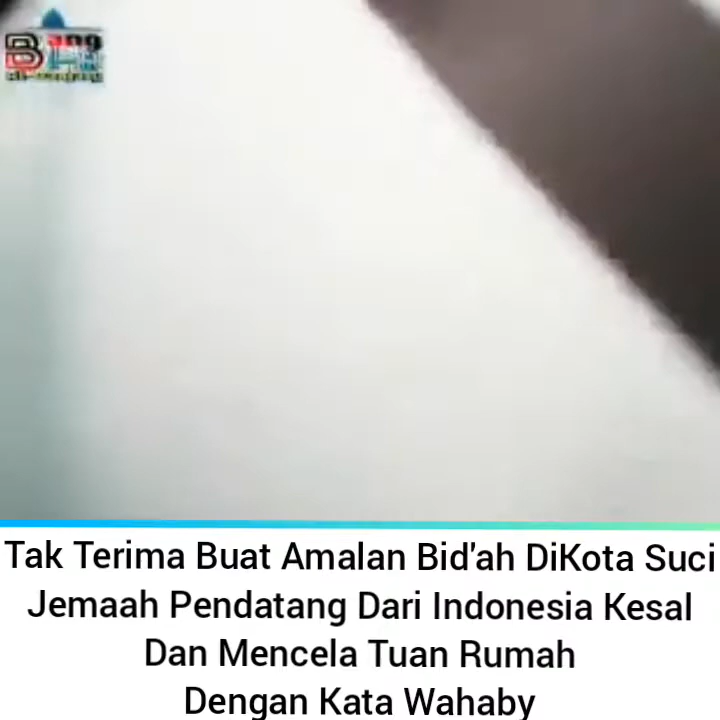 Bang
Tak Terima Buat Amalan Bid'ah DiKota Suci
Jemaah Pendatang Dari Indonesia Kesal
Dan Mencela Tuan Rumah
Dengan Kata Wahaby